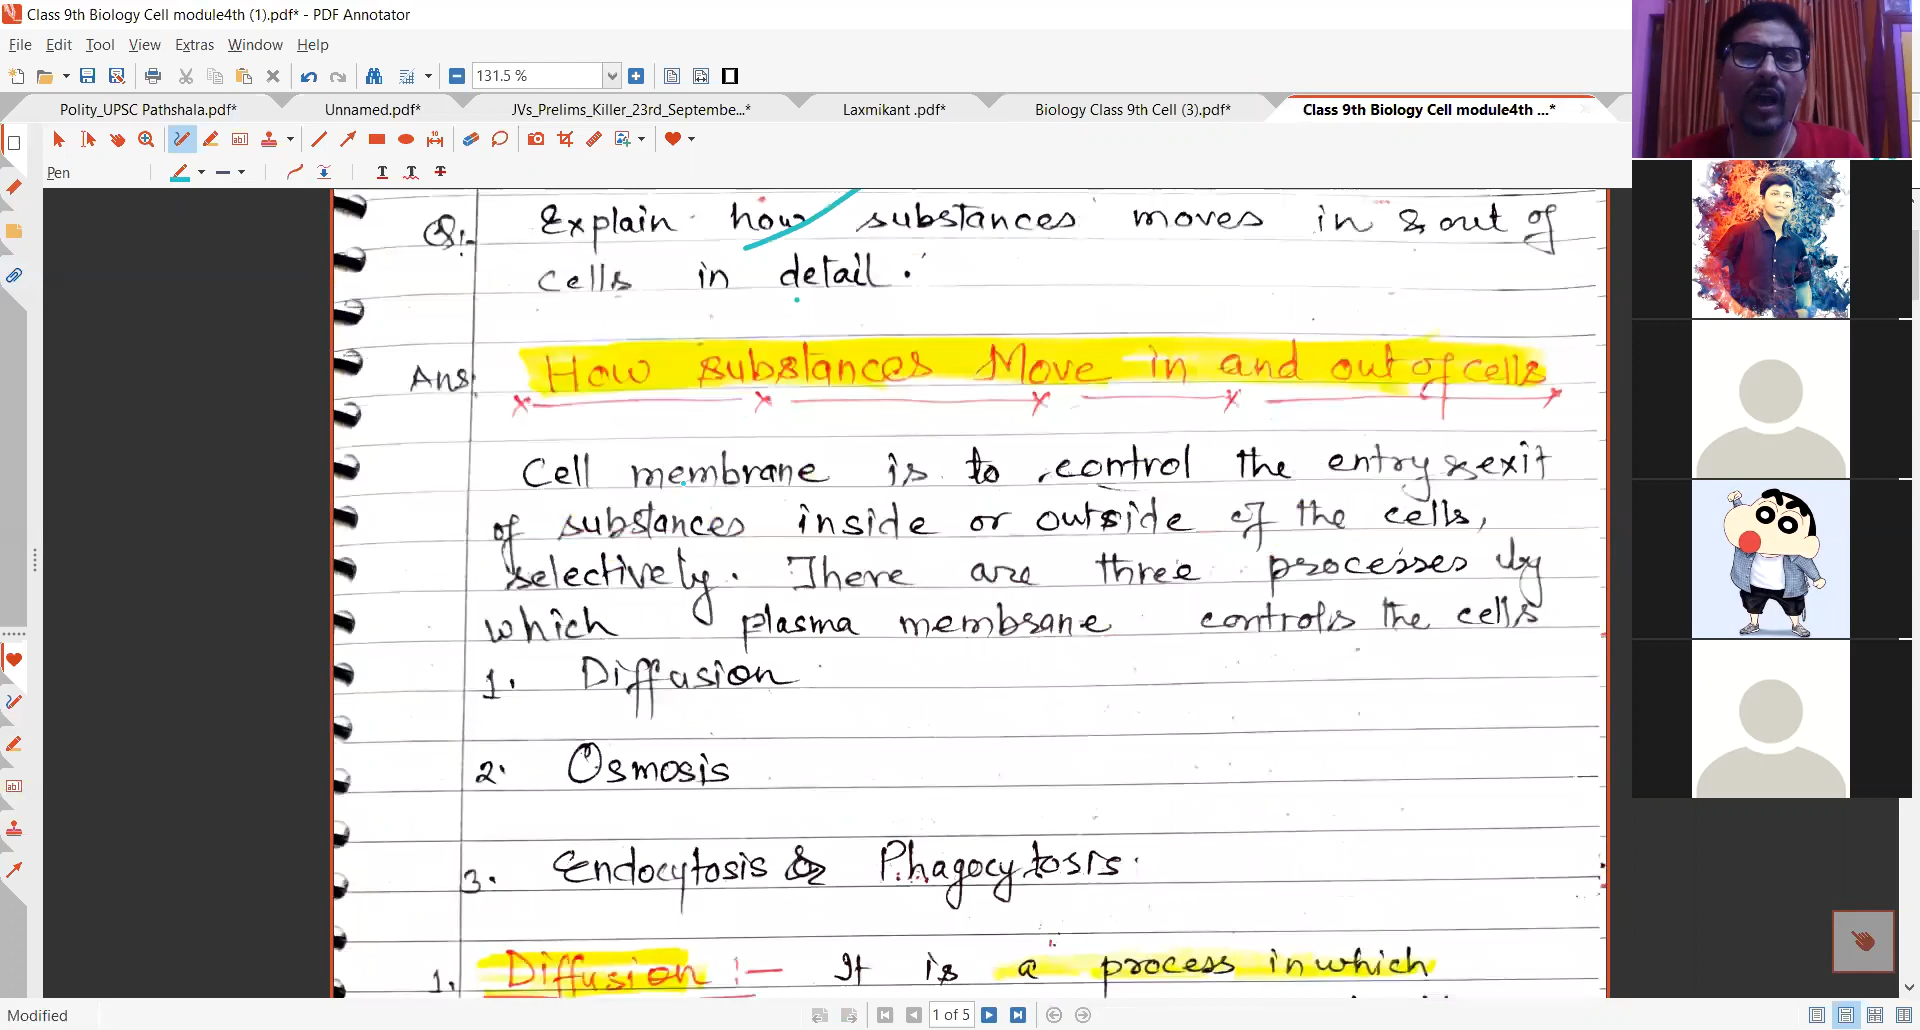 Class 9th Biology Cell module4th (1).pdf* - PDF Annotator
File Edit Tool View Extras Window Help
131.5 %
Polity_UPSC Pathshala.pdf* Unnamed.pdf* JVs_Prelims_Killer_23rd_Septembe...* Laxmikant .pdf* Biology Class 9th Cell (3).pdf* Class 9th Biology Cell module4th ...*
Pen
Q:. Explain how substances moves in & out of
cells in detail.
Ans. How substances Move in and out of cells
Cell membrane is to control the entry & exit
of substances inside or outside of the cells,
selectively. There are three processes by
which plasma membrane controls the cells
1. Diffusion
2. Osmosis
3. Endocytosis & Phagocytosis.
1. Diffusion :- It is a process in which
Modified
1 of 5